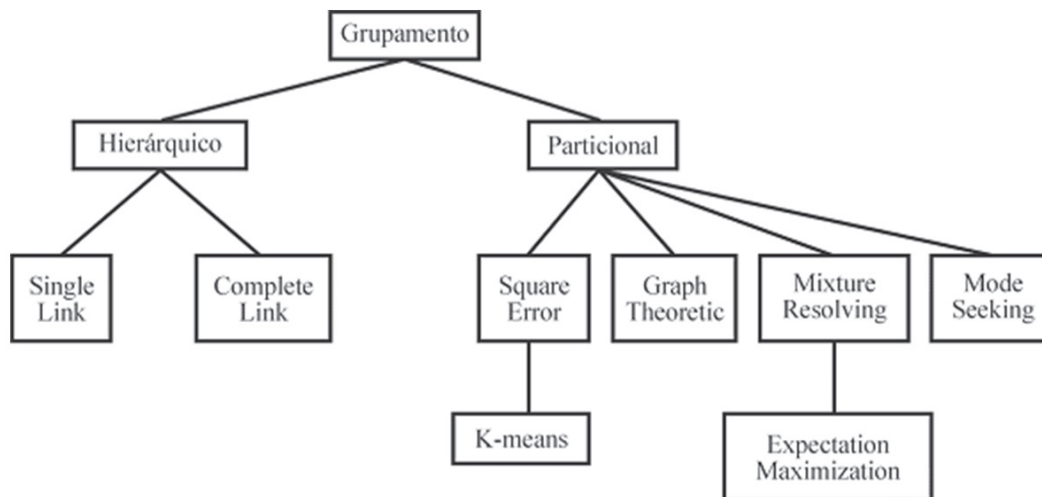 Grupamento
Hierárquico
Particional
Single
Link
Complete
Link
Square
Error
Graph
Theoretic
Mixture
Resolving
Mode
Seeking
K-means
Expectation
Maximization